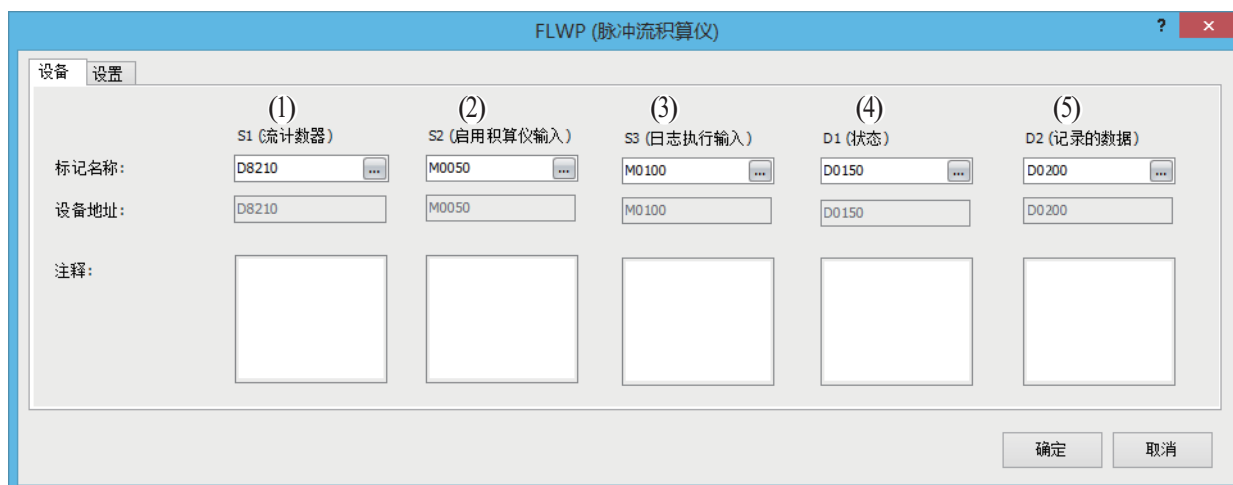 FLWP (脉冲流积算仪)
? ×
设备 设置
(1) (2) (3) (4) (5)
S1 (流计数器) S2 (启用积算仪输入) S3 (日志执行输入) D1 (状态) D2 (记录的数据)
标记名称: D8210 ... M0050 ... M0100 ... D0150 ... D0200 ...
设备地址: D8210 M0050 M0100 D0150 D0200
注释:
确定 取消